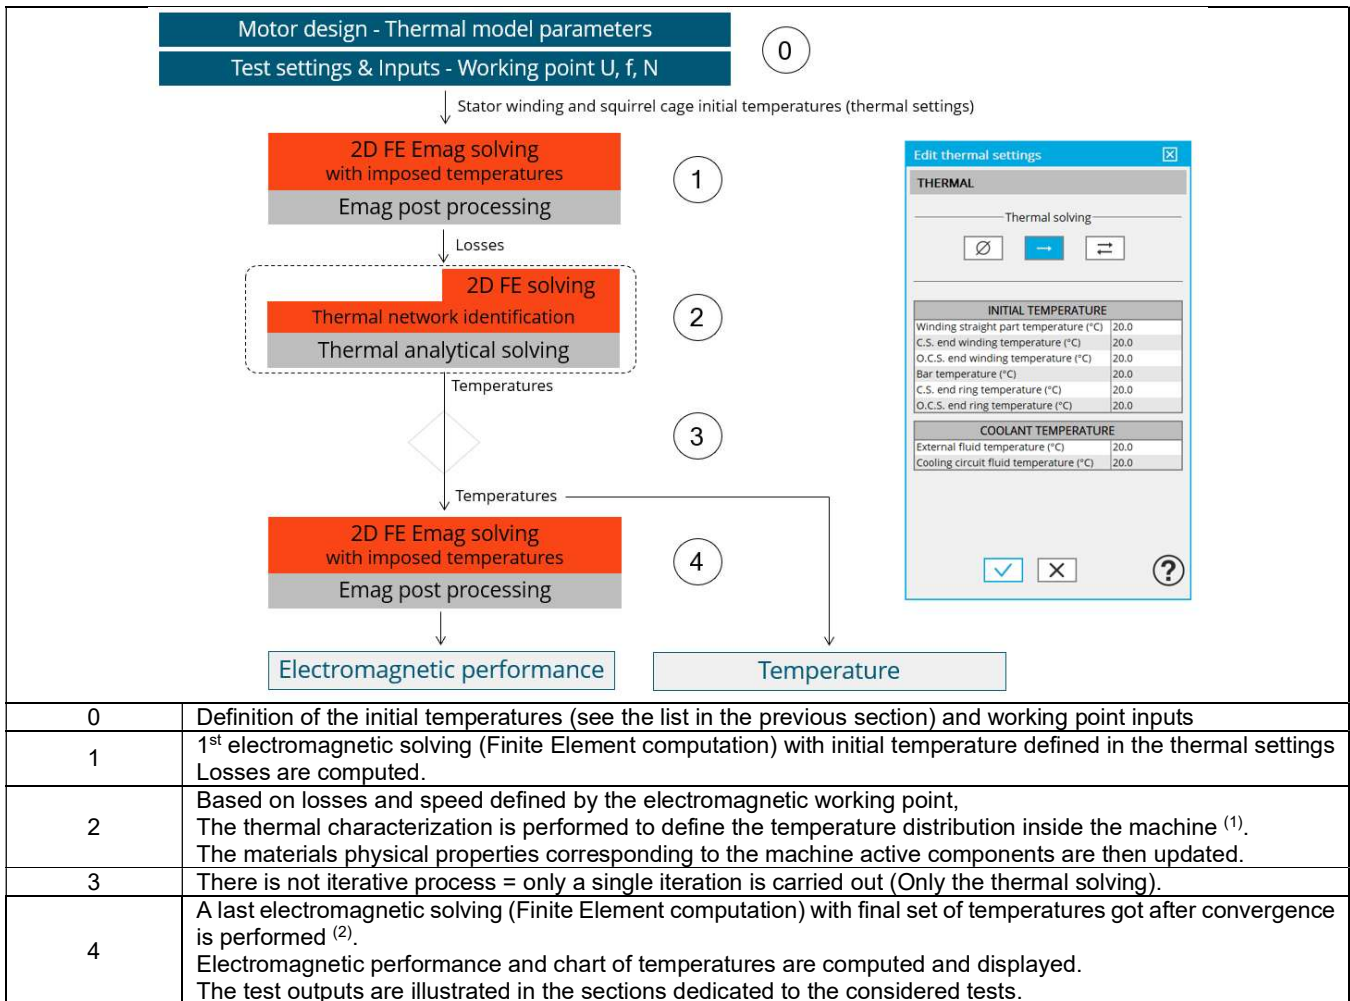 Motor design - Thermal model parameters
0
Test settings & Inputs - Working point U, f, N
Stator winding and squirrel cage initial temperatures (thermal settings)
2D FE Emag solving
with imposed temperatures
Emag post processing
1
Losses
2D FE solving
Thermal network identification
Thermal analytical solving
2
Temperatures
3
Temperatures
2D FE Emag solving
with imposed temperatures
Emag post processing
4
Electromagnetic performance
Temperature
Edit thermal settings
THERMAL
Thermal solving
INITIAL TEMPERATURE
Winding straight part temperature (°C) 20.0
C.S. end winding temperature (°C) 20.0
O.C.S. end winding temperature (°C) 20.0
Bar temperature (°C) 20.0
C.S. end ring temperature (°C) 20.0
O.C.S. end ring temperature (°C) 20.0
COOLANT TEMPERATURE
External fluid temperature (°C) 20.0
Cooling circuit fluid temperature (°C) 20.0
?
0 Definition of the initial temperatures (see the list in the previous section) and working point inputs
1 1st electromagnetic solving (Finite Element computation) with initial temperature defined in the thermal settings
Losses are computed.
2 Based on losses and speed defined by the electromagnetic working point,
The thermal characterization is performed to define the temperature distribution inside the machine (1).
The materials physical properties corresponding to the machine active components are then updated.
3 There is not iterative process = only a single iteration is carried out (Only the thermal solving).
4 A last electromagnetic solving (Finite Element computation) with final set of temperatures got after convergence
is performed (2).
Electromagnetic performance and chart of temperatures are computed and displayed.
The test outputs are illustrated in the sections dedicated to the considered tests.